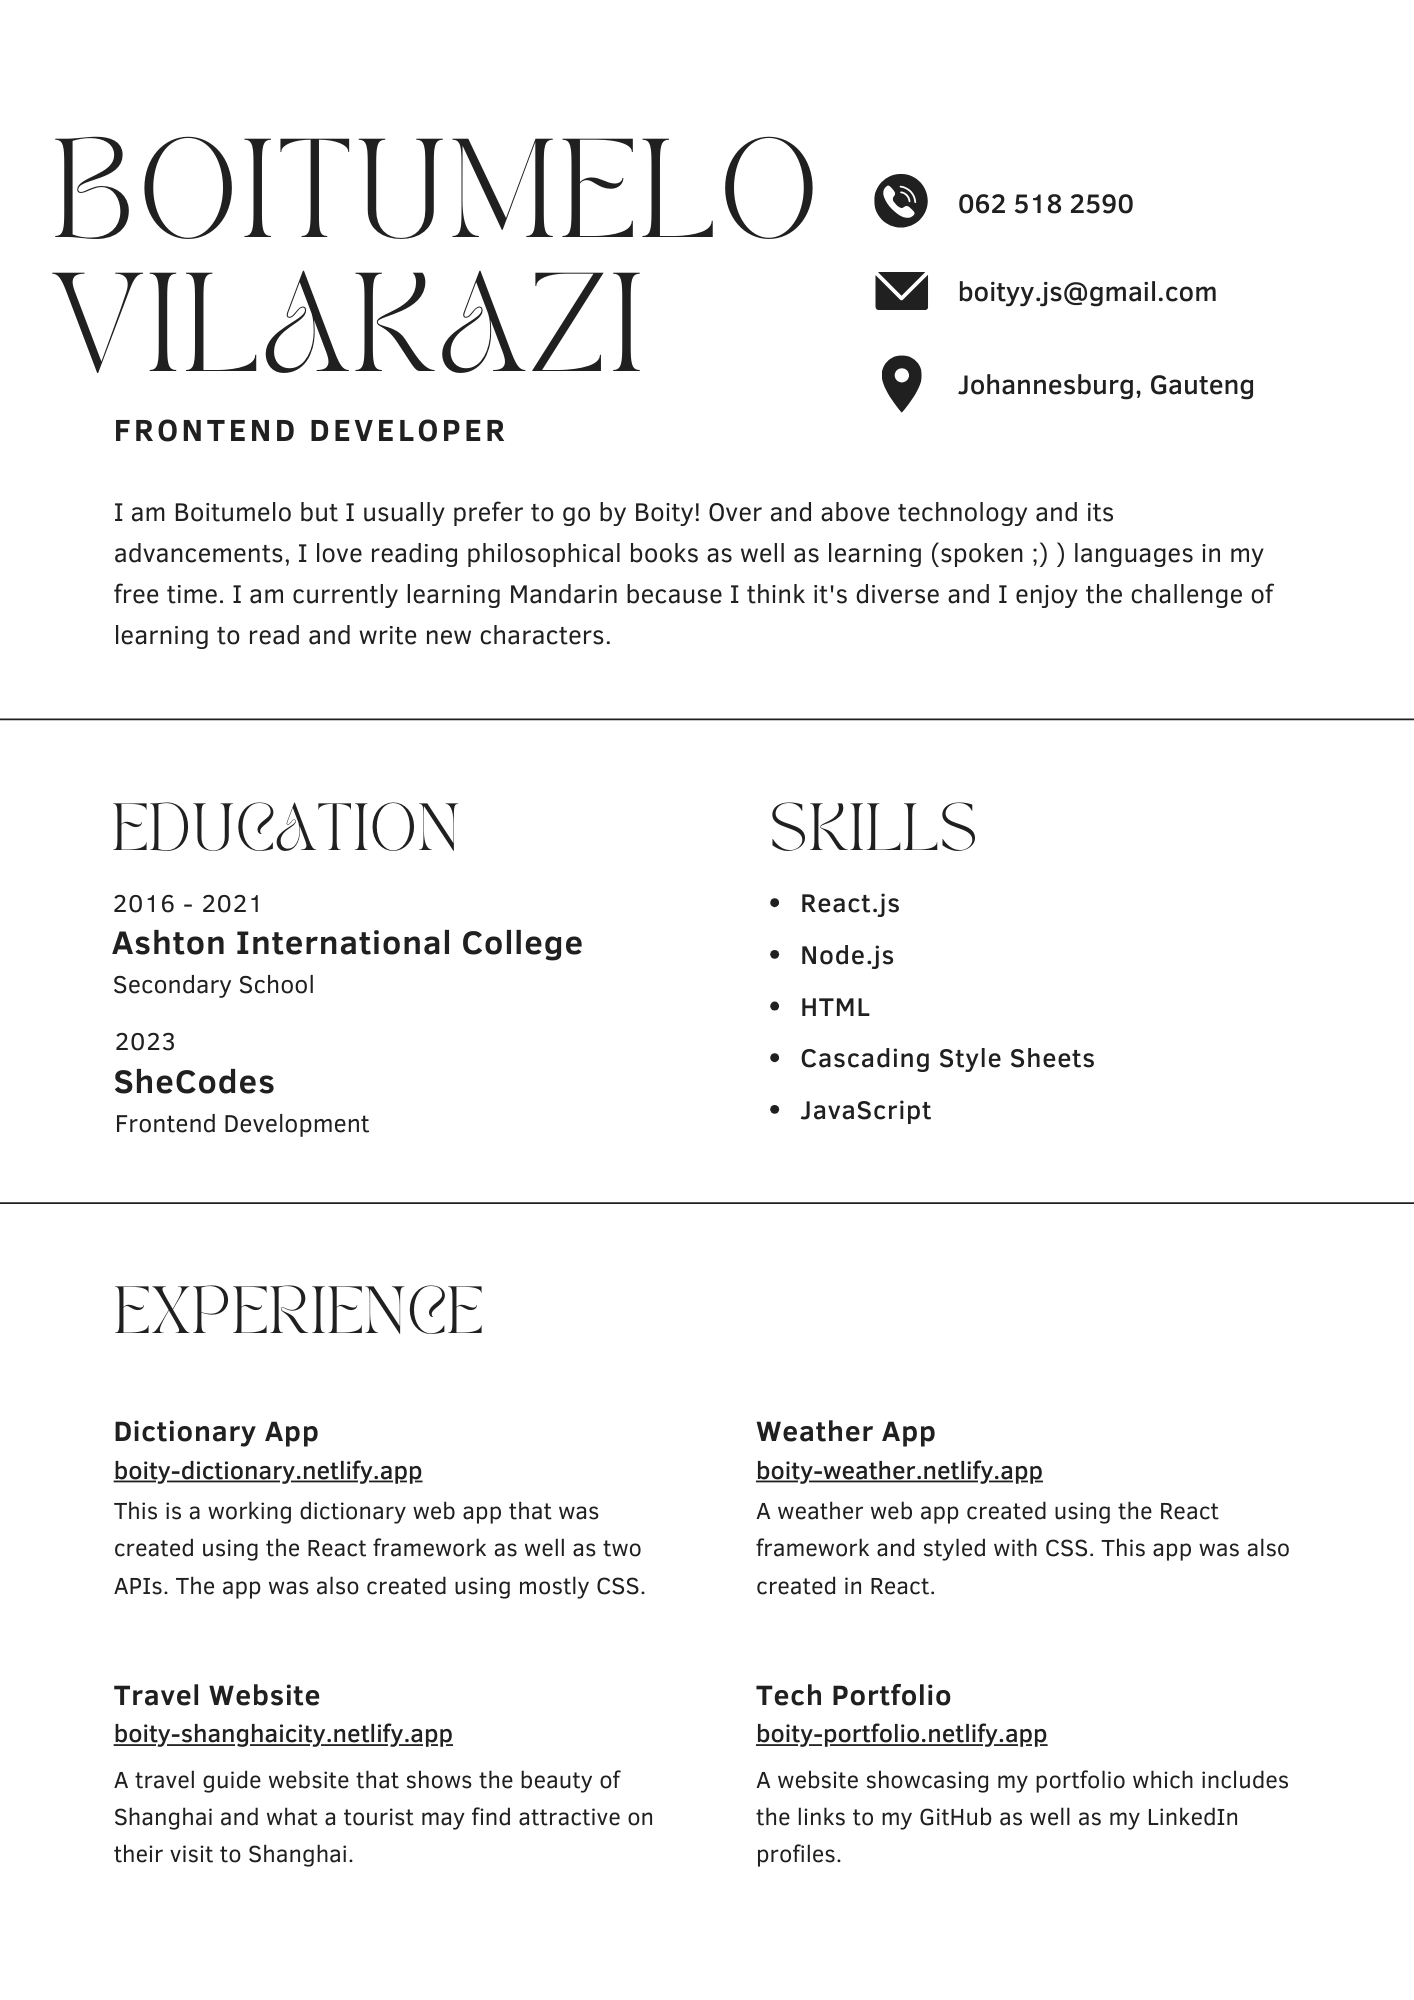 BOITUMELO
VILAKAZI
FRONTEND DEVELOPER
062 518 2590
boityy.js@gmail.com
Johannesburg, Gauteng
I am Boitumelo but I usually prefer to go by Boity! Over and above technology and its
advancements, I love reading philosophical books as well as learning (spoken ;) ) languages in my
free time. I am currently learning Mandarin because I think it's diverse and I enjoy the challenge of
learning to read and write new characters.
EDUCATION
2016 - 2021
Ashton International College
Secondary School
2023
SheCodes
Frontend Development
SKILLS
• React.js
• Node.js
• HTML
• Cascading Style Sheets
• JavaScript
EXPERIENCE
Dictionary App
boity-dictionary.netlify.app
This is a working dictionary web app that was
created using the React framework as well as two
APIs. The app was also created using mostly CSS.
Weather App
boity-weather.netlify.app
A weather web app created using the React
framework and styled with CSS. This app was also
created in React.
Travel Website
boity-shanghaicity.netlify.app
A travel guide website that shows the beauty of
Shanghai and what a tourist may find attractive on
their visit to Shanghai.
Tech Portfolio
boity-portfolio.netlify.app
A website showcasing my portfolio which includes
the links to my GitHub as well as my LinkedIn
profiles.